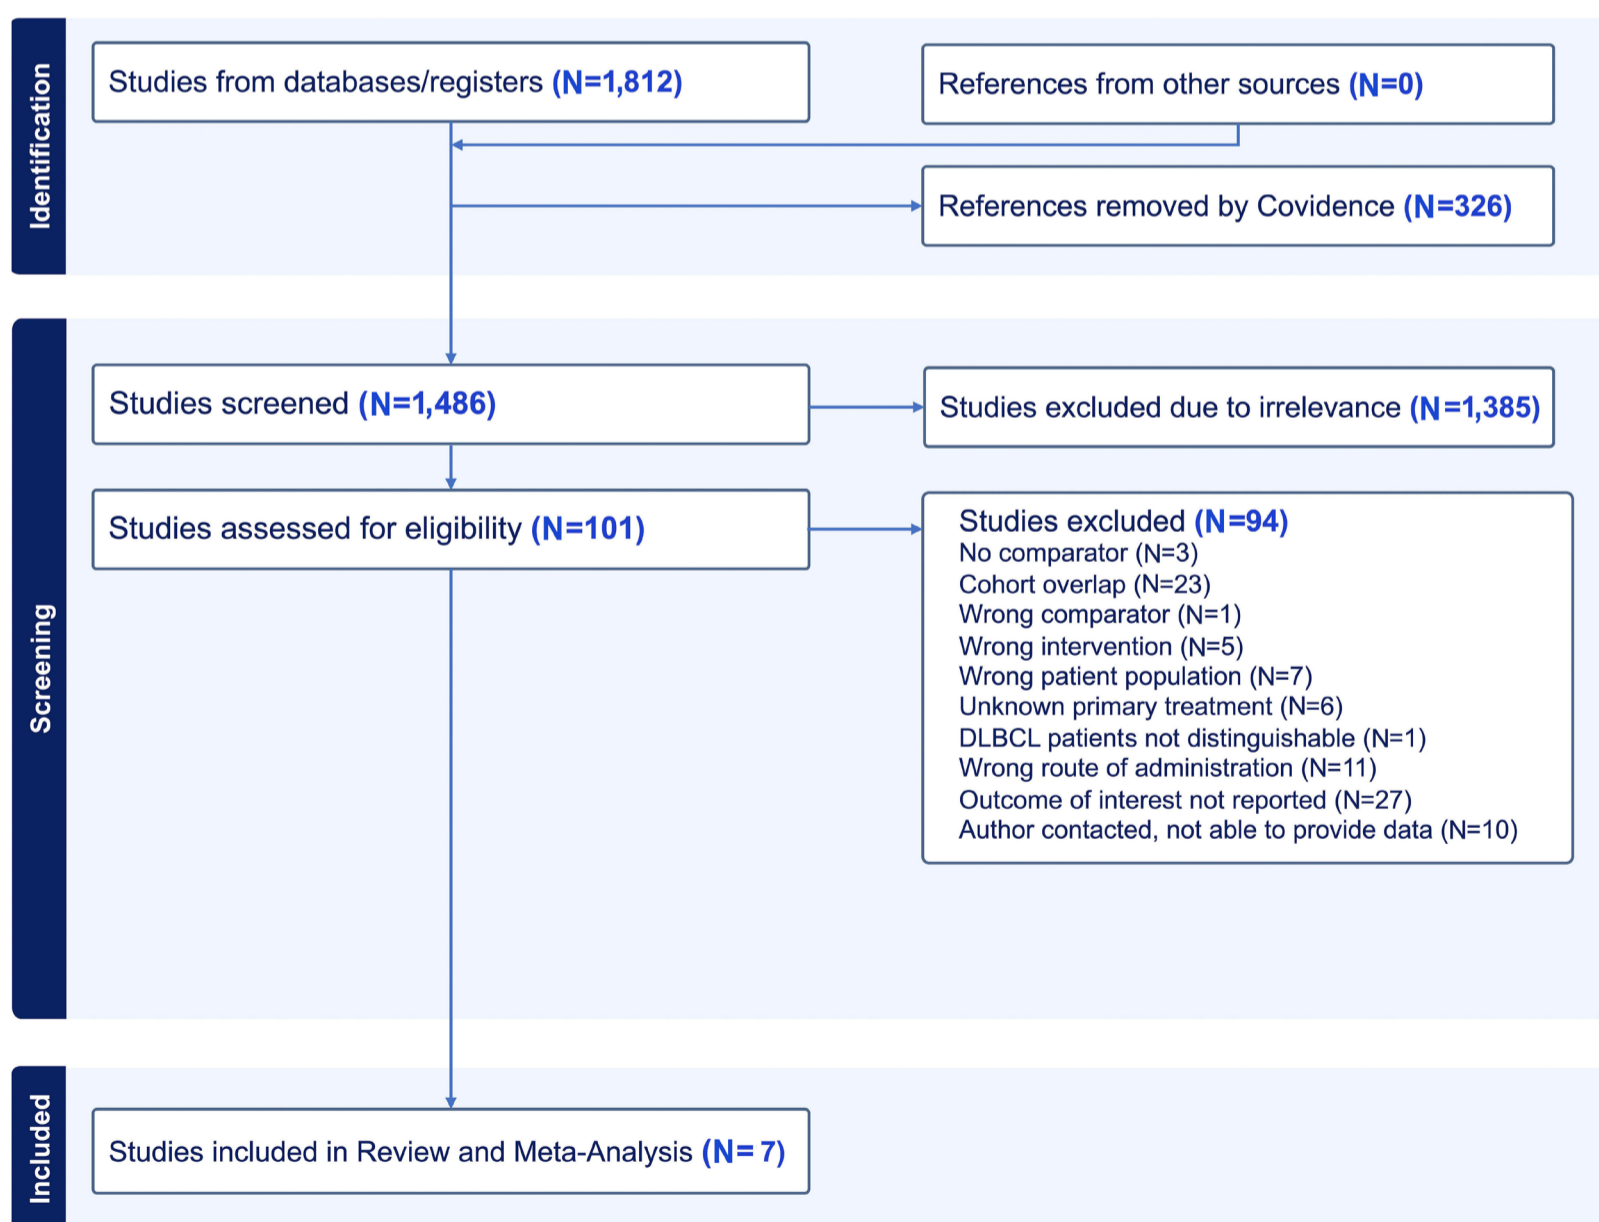 Identification
Studies from databases/registers (N=1,812)
References from other sources (N=0)
References removed by Covidence (N=326)
Screening
Studies screened (N=1,486)
Studies excluded due to irrelevance (N=1,385)
Studies assessed for eligibility (N=101)
Studies excluded (N=94)
No comparator (N=3)
Cohort overlap (N=23)
Wrong comparator (N=1)
Wrong intervention (N=5)
Wrong patient population (N=7)
Unknown primary treatment (N=6)
DLBCL patients not distinguishable (N=1)
Wrong route of administration (N=11)
Outcome of interest not reported (N=27)
Author contacted, not able to provide data (N=10)
Included
Studies included in Review and Meta-Analysis (N= 7)